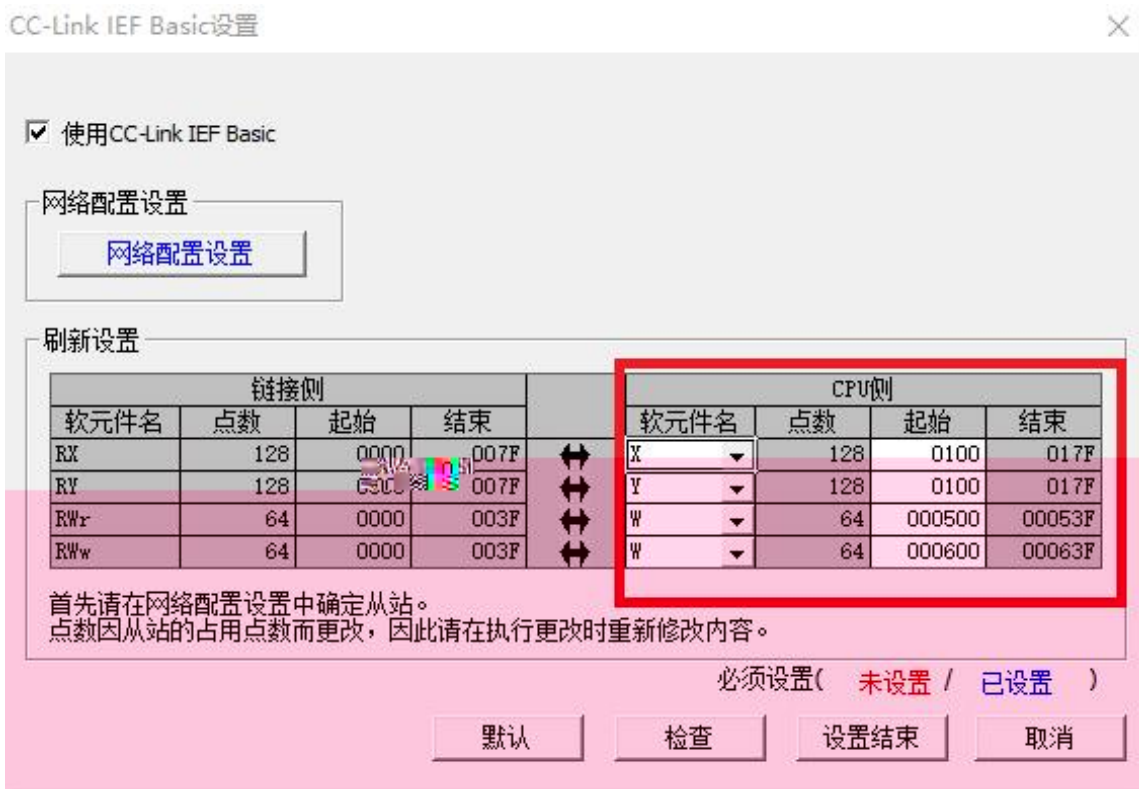 CC-Link IEF Basic设置
使用CC-Link IEF Basic
网络配置设置
网络配置设置
刷新设置
链接侧 CPU侧
软元件名 点数 起始 结束 软元件名 点数 起始 结束
RX 128 0000 007F X 128 0100 017F
RY 128 007F Y 128 0100 017F
RWr 64 0000 003F W 64 000500 00053F
RWw 64 0000 003F W 64 000600 00063F
首先请在网络配置设置中确定从站。
点数因从站的占用点数而更改，因此请在执行更改时重新修改内容。
必须设置( 未设置 / 已设置 )
默认 检查 设置结束 取消